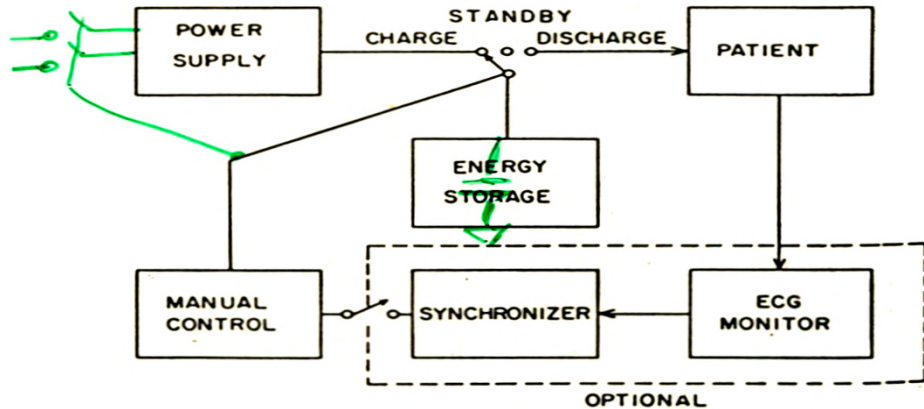 STANDBY
POWER
SUPPLY
CHARGE
DISCHARGE
PATIENT
ENERGY
STORAGE
MANUAL
CONTROL
SYNCHRONIZER
ECG
MONITOR
OPTIONAL